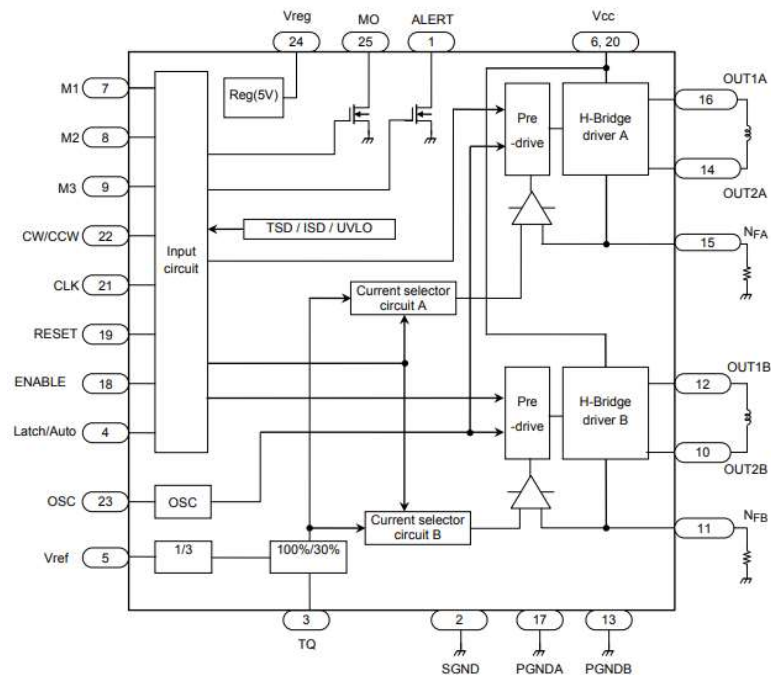 Vreg
MO
ALERT
Vcc
24
25
1
6, 20
M1
7
Reg(5V)
OUT1A
16
M2
8
Pre
-drive
H-Bridge
driver A
M3
9
14
OUT2A
CW/CCW
22
TSD / ISD / UVLO
NFA
15
Input
circuit
CLK
21
Current selector
circuit A
RESET
19
ENABLE
18
OUT1B
12
Pre
-drive
H-Bridge
driver B
Latch/Auto
4
10
OUT2B
OSC
23
OSC
Current selector
circuit B
NFB
11
Vref
5
1/3
100%/30%
3
2
17
13
TQ
SGND
PGNDA
PGNDB